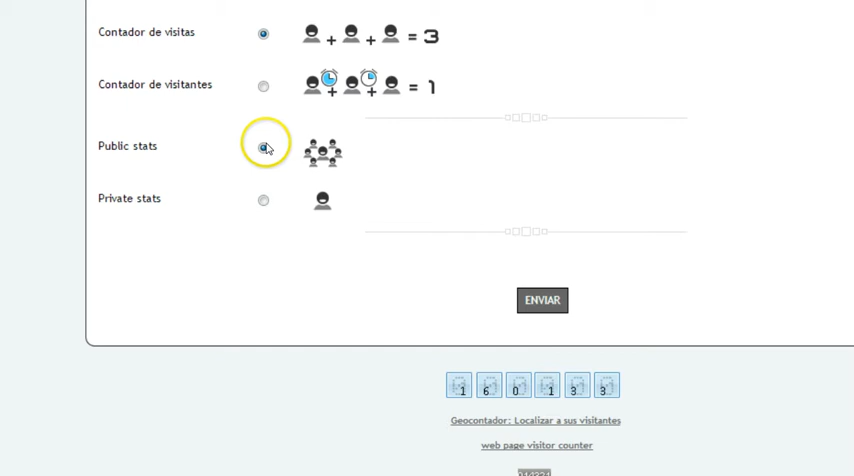 Contador de visitas + + = 3
Contador de visitantes + + = 1
Public stats
Private stats
ENVIAR
1 6 0 1 3 3
Geocontador: Localizar a sus visitantes
web page visitor counter